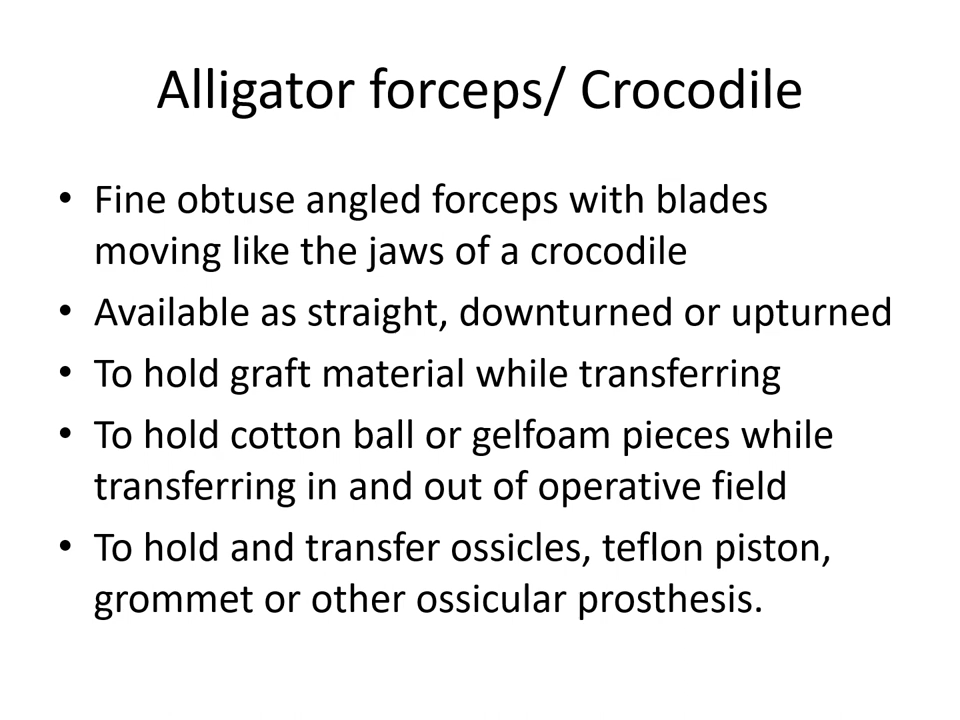 Alligator forceps/ Crocodile
• Fine obtuse angled forceps with blades
moving like the jaws of a crocodile
• Available as straight, downturned or upturned
• To hold graft material while transferring
• To hold cotton ball or gelfoam pieces while
transferring in and out of operative field
• To hold and transfer ossicles, teflon piston,
grommet or other ossicular prosthesis.